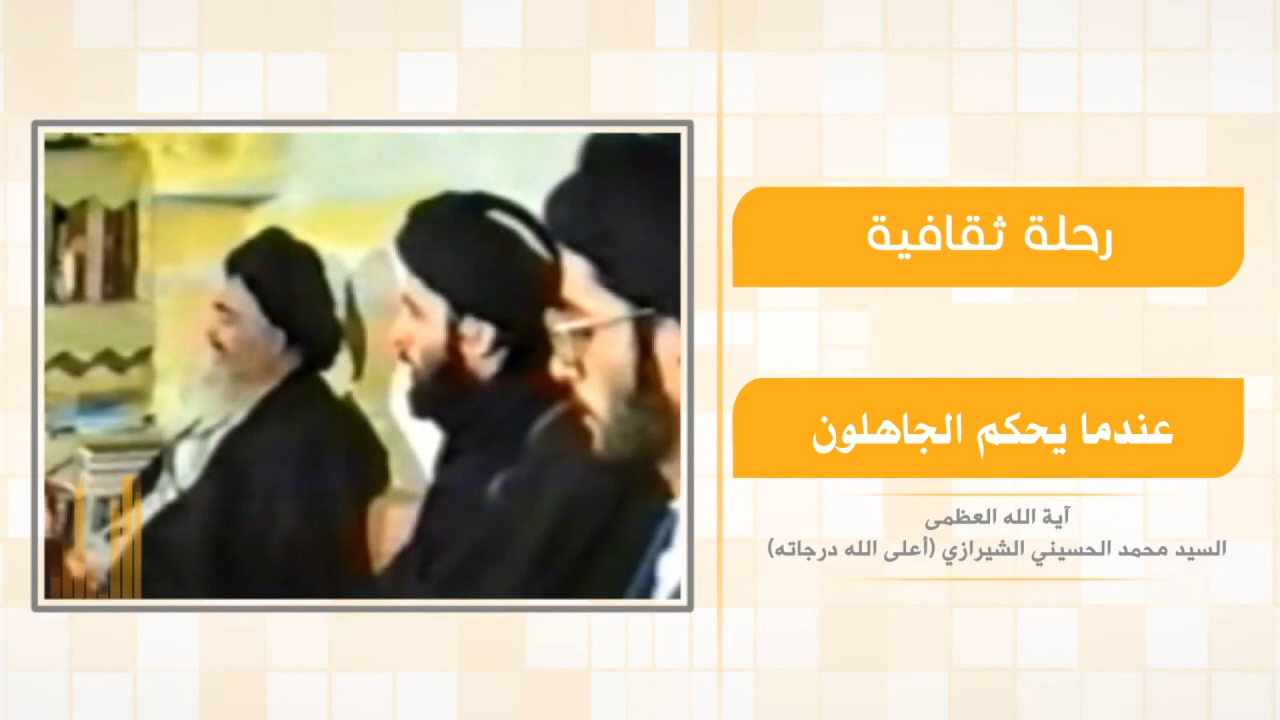 رحلة ثقافية
عندما يحكم الجاهلون
آية الله العظمى
السيد محمد الحسيني الشيرازي (أعلى الله درجاته)